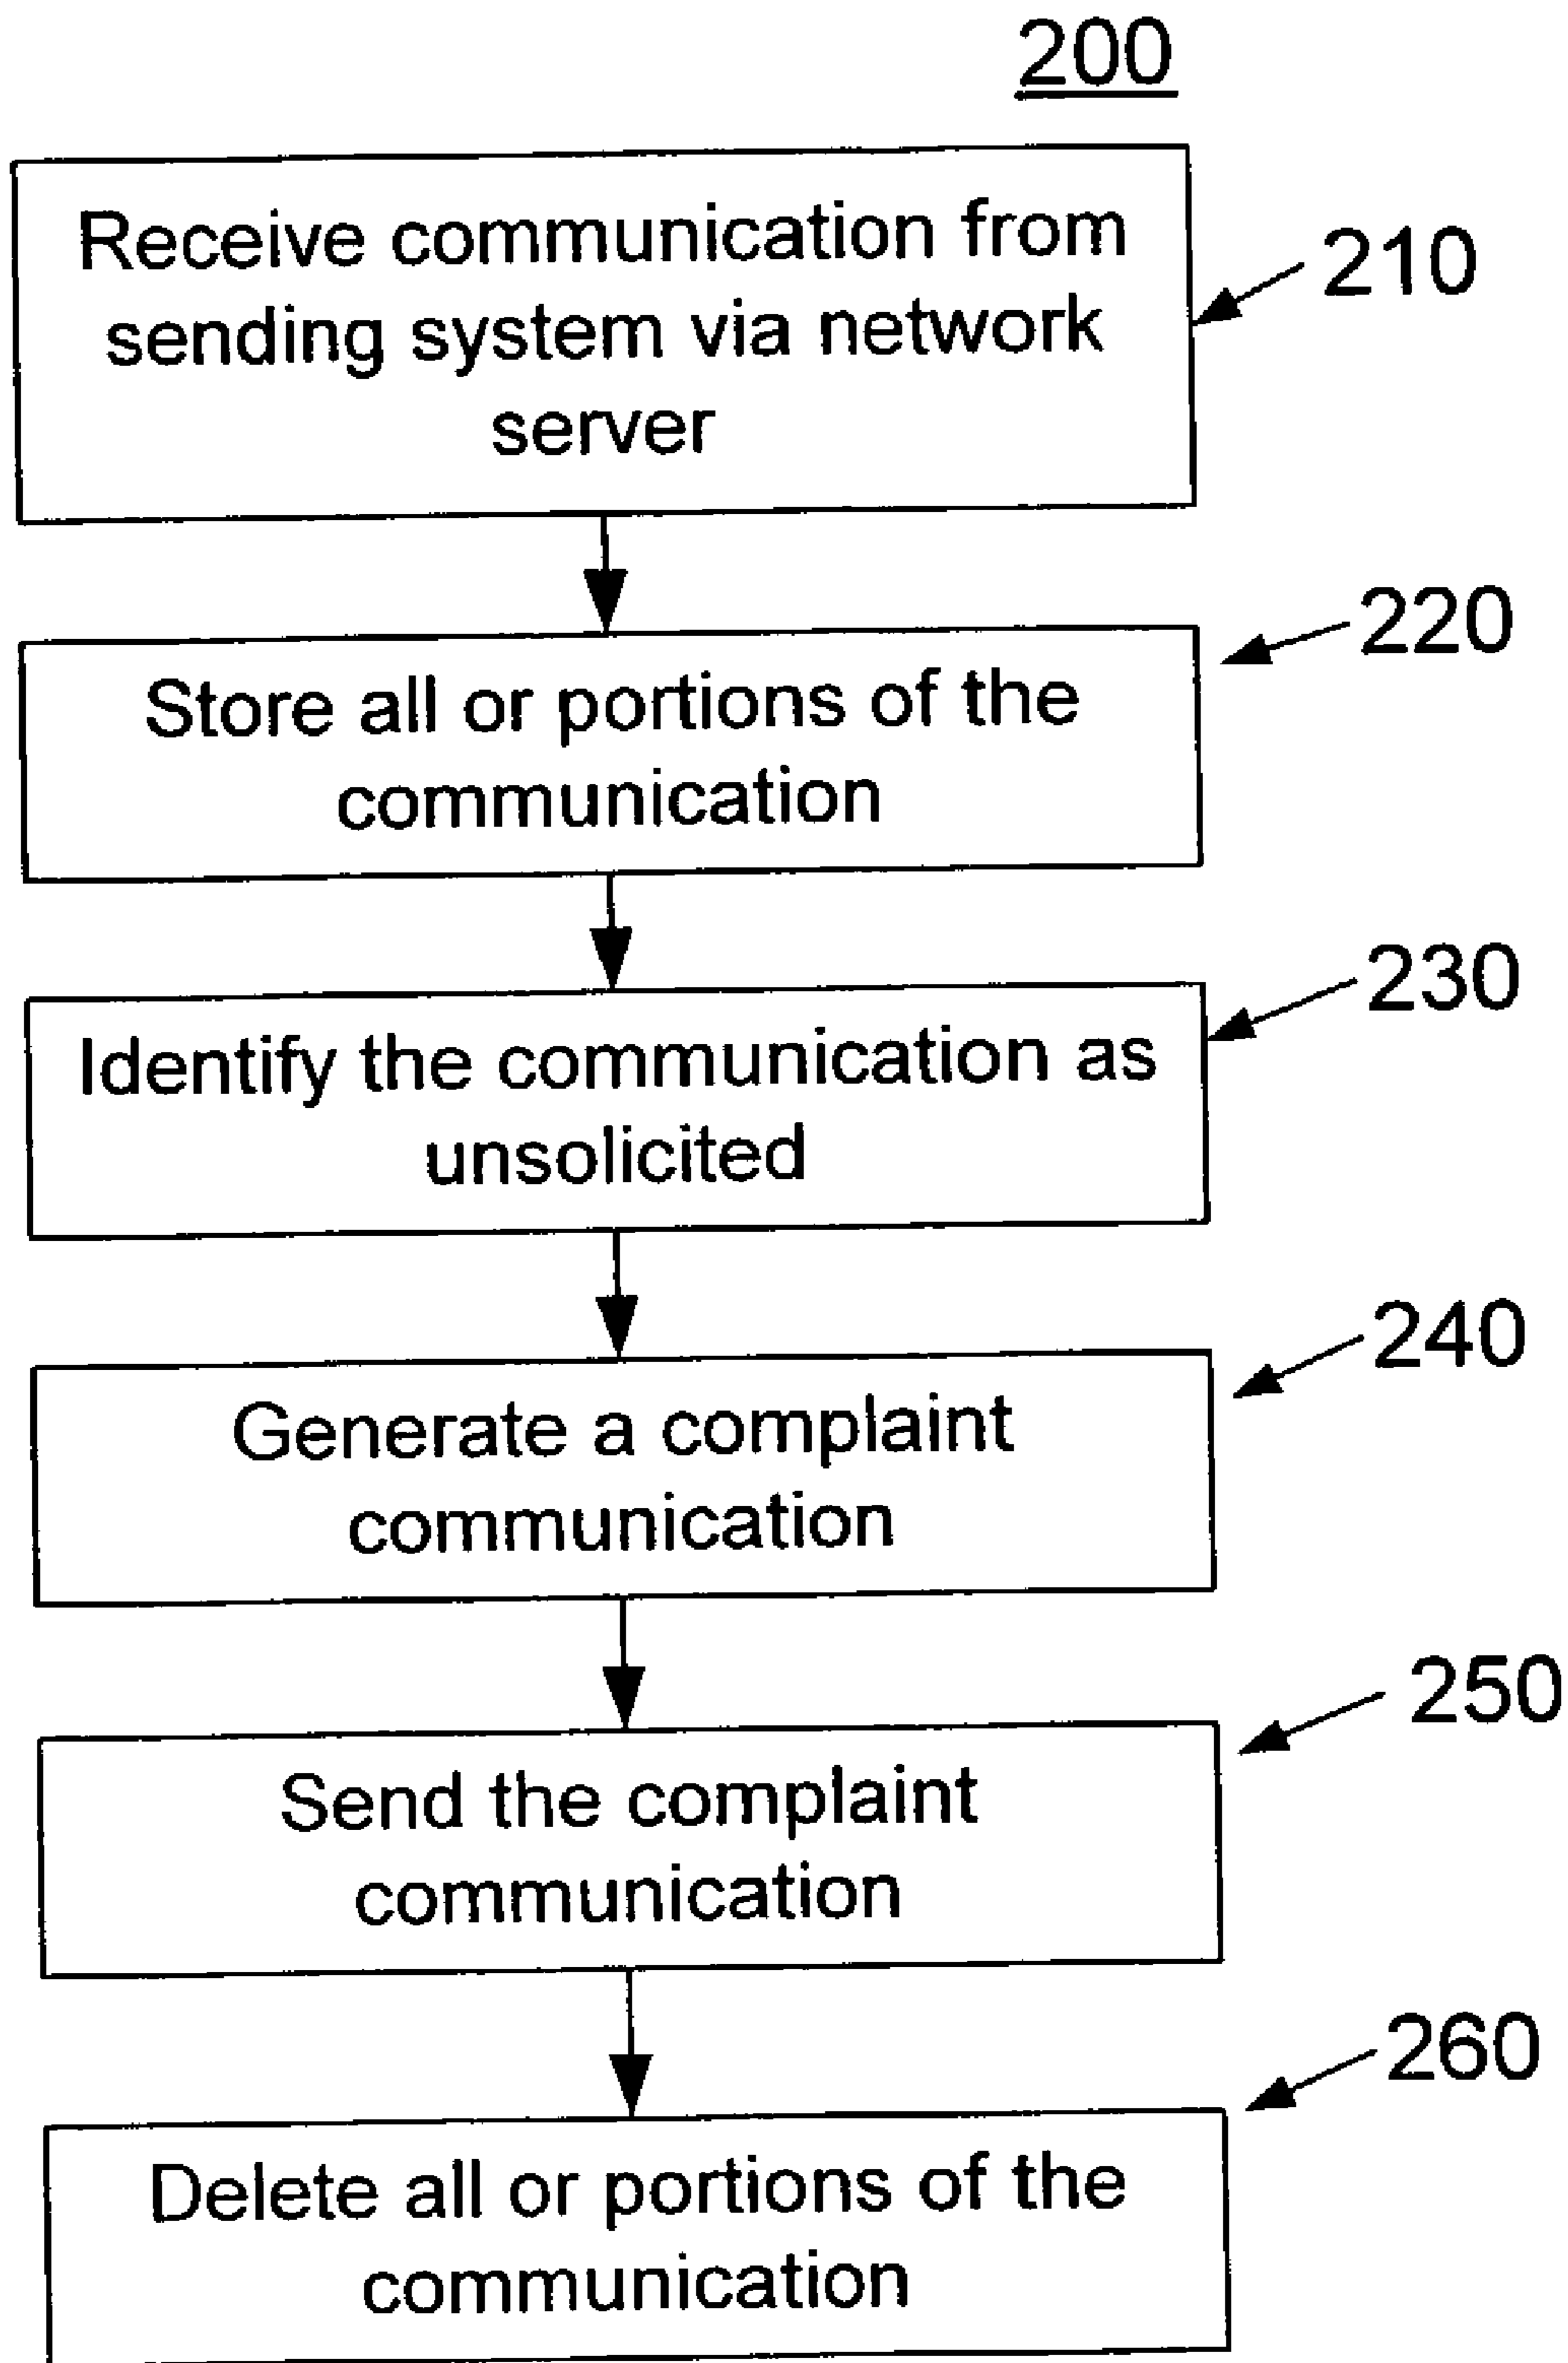 200
Receive communication from
sending system via network
server
210
Store all or portions of the
communication
220
Identify the communication as
unsolicited
230
Generate a complaint
communication
240
Send the complaint
communication
250
Delete all or portions of the
communication
260